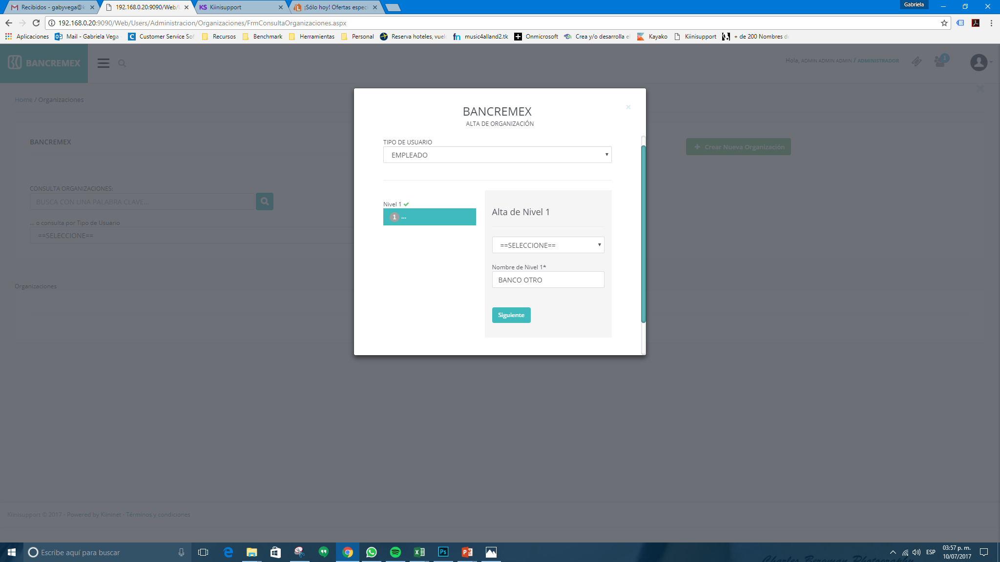 Gabriela
Recibidos - gabyvega@k
192.168.0.20:9090/Web/U
KS Kiinisupport
¡Sólo hoy! Ofertas espec
192.168.0.20:9090/Web/Users/Administracion/Organizaciones/FrmConsultaOrganizaciones.aspx
Aplicaciones
Mail - Gabriela Vega
Customer Service Sof
Recursos
Benchmark
Herramientas
Personal
Reserva hoteles, vuel
fn music4alland2.tk
Onmicrosoft
Crea y/o desarrolla el
Kayako
Kiinisupport
+ de 200 Nombres de
BANCREMEX
Hola, ADMIN ADMIN ADMIN / ADMINISTRADOR
1
Home / Organizaciones
BANCREMEX
+ Crear Nueva Organización
CONSULTA ORGANIZACIONES:
BUSCA CON UNA PALABRA CLAVE...
... o consulta por Tipo de Usuario
==SELECCIONE==
Organizaciones
BANCREMEX
ALTA DE ORGANIZACIÓN
×
TIPO DE USUARIO
EMPLEADO
Nivel 1
1 ...
Alta de Nivel 1
==SELECCIONE==
Nombre de Nivel 1*
BANCO OTRO
Siguiente
Kiinisupport © 2017 - Powered by Kiininet - Términos y condiciones
Escribe aquí para buscar
ESP
03:57 p. m.
10/07/2017
Charles Bergman Photography